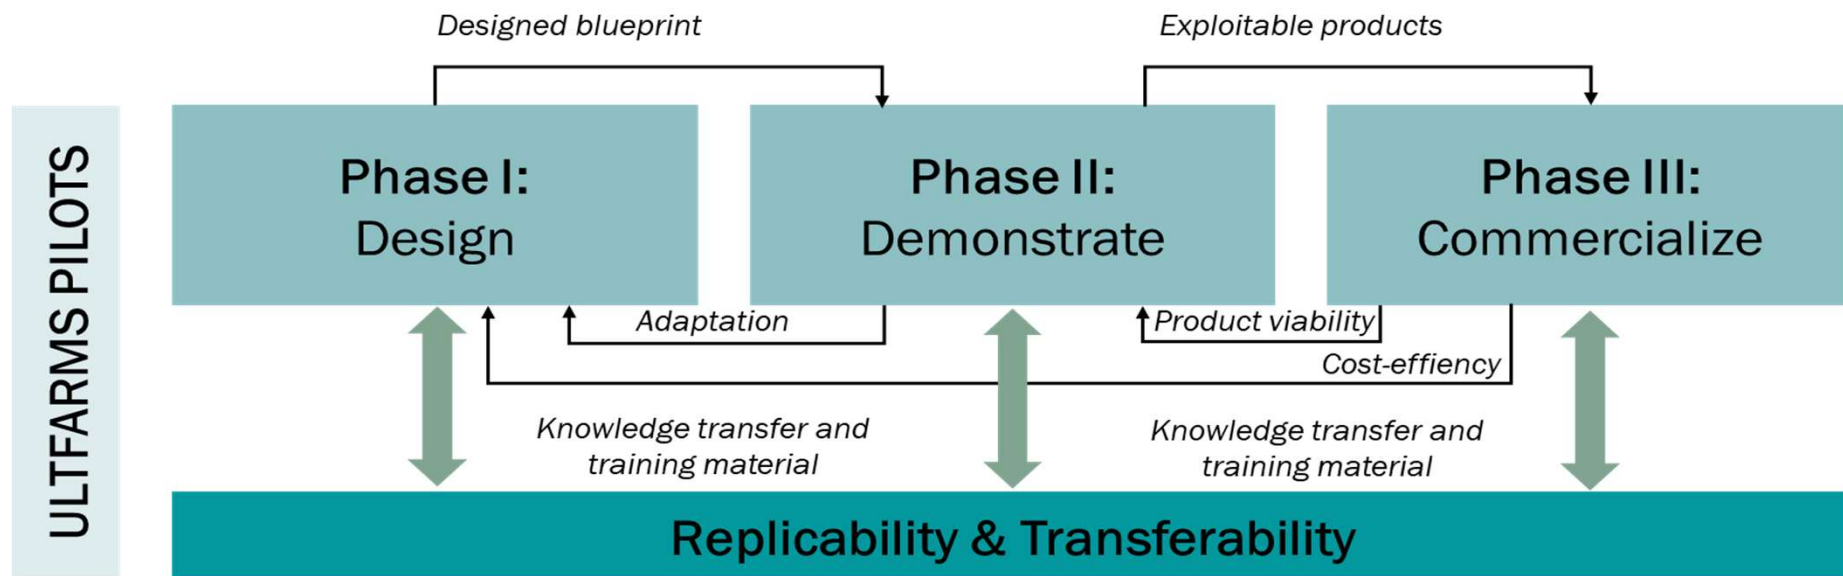 Designed blueprint
Exploitable products
ULTFARMS PILOTS
Phase I:
Design
Phase II:
Demonstrate
Phase III:
Commercialize
Adaptation
Product viability
Cost-effiency
Knowledge transfer and
training material
Knowledge transfer and
training material
Replicability & Transferability